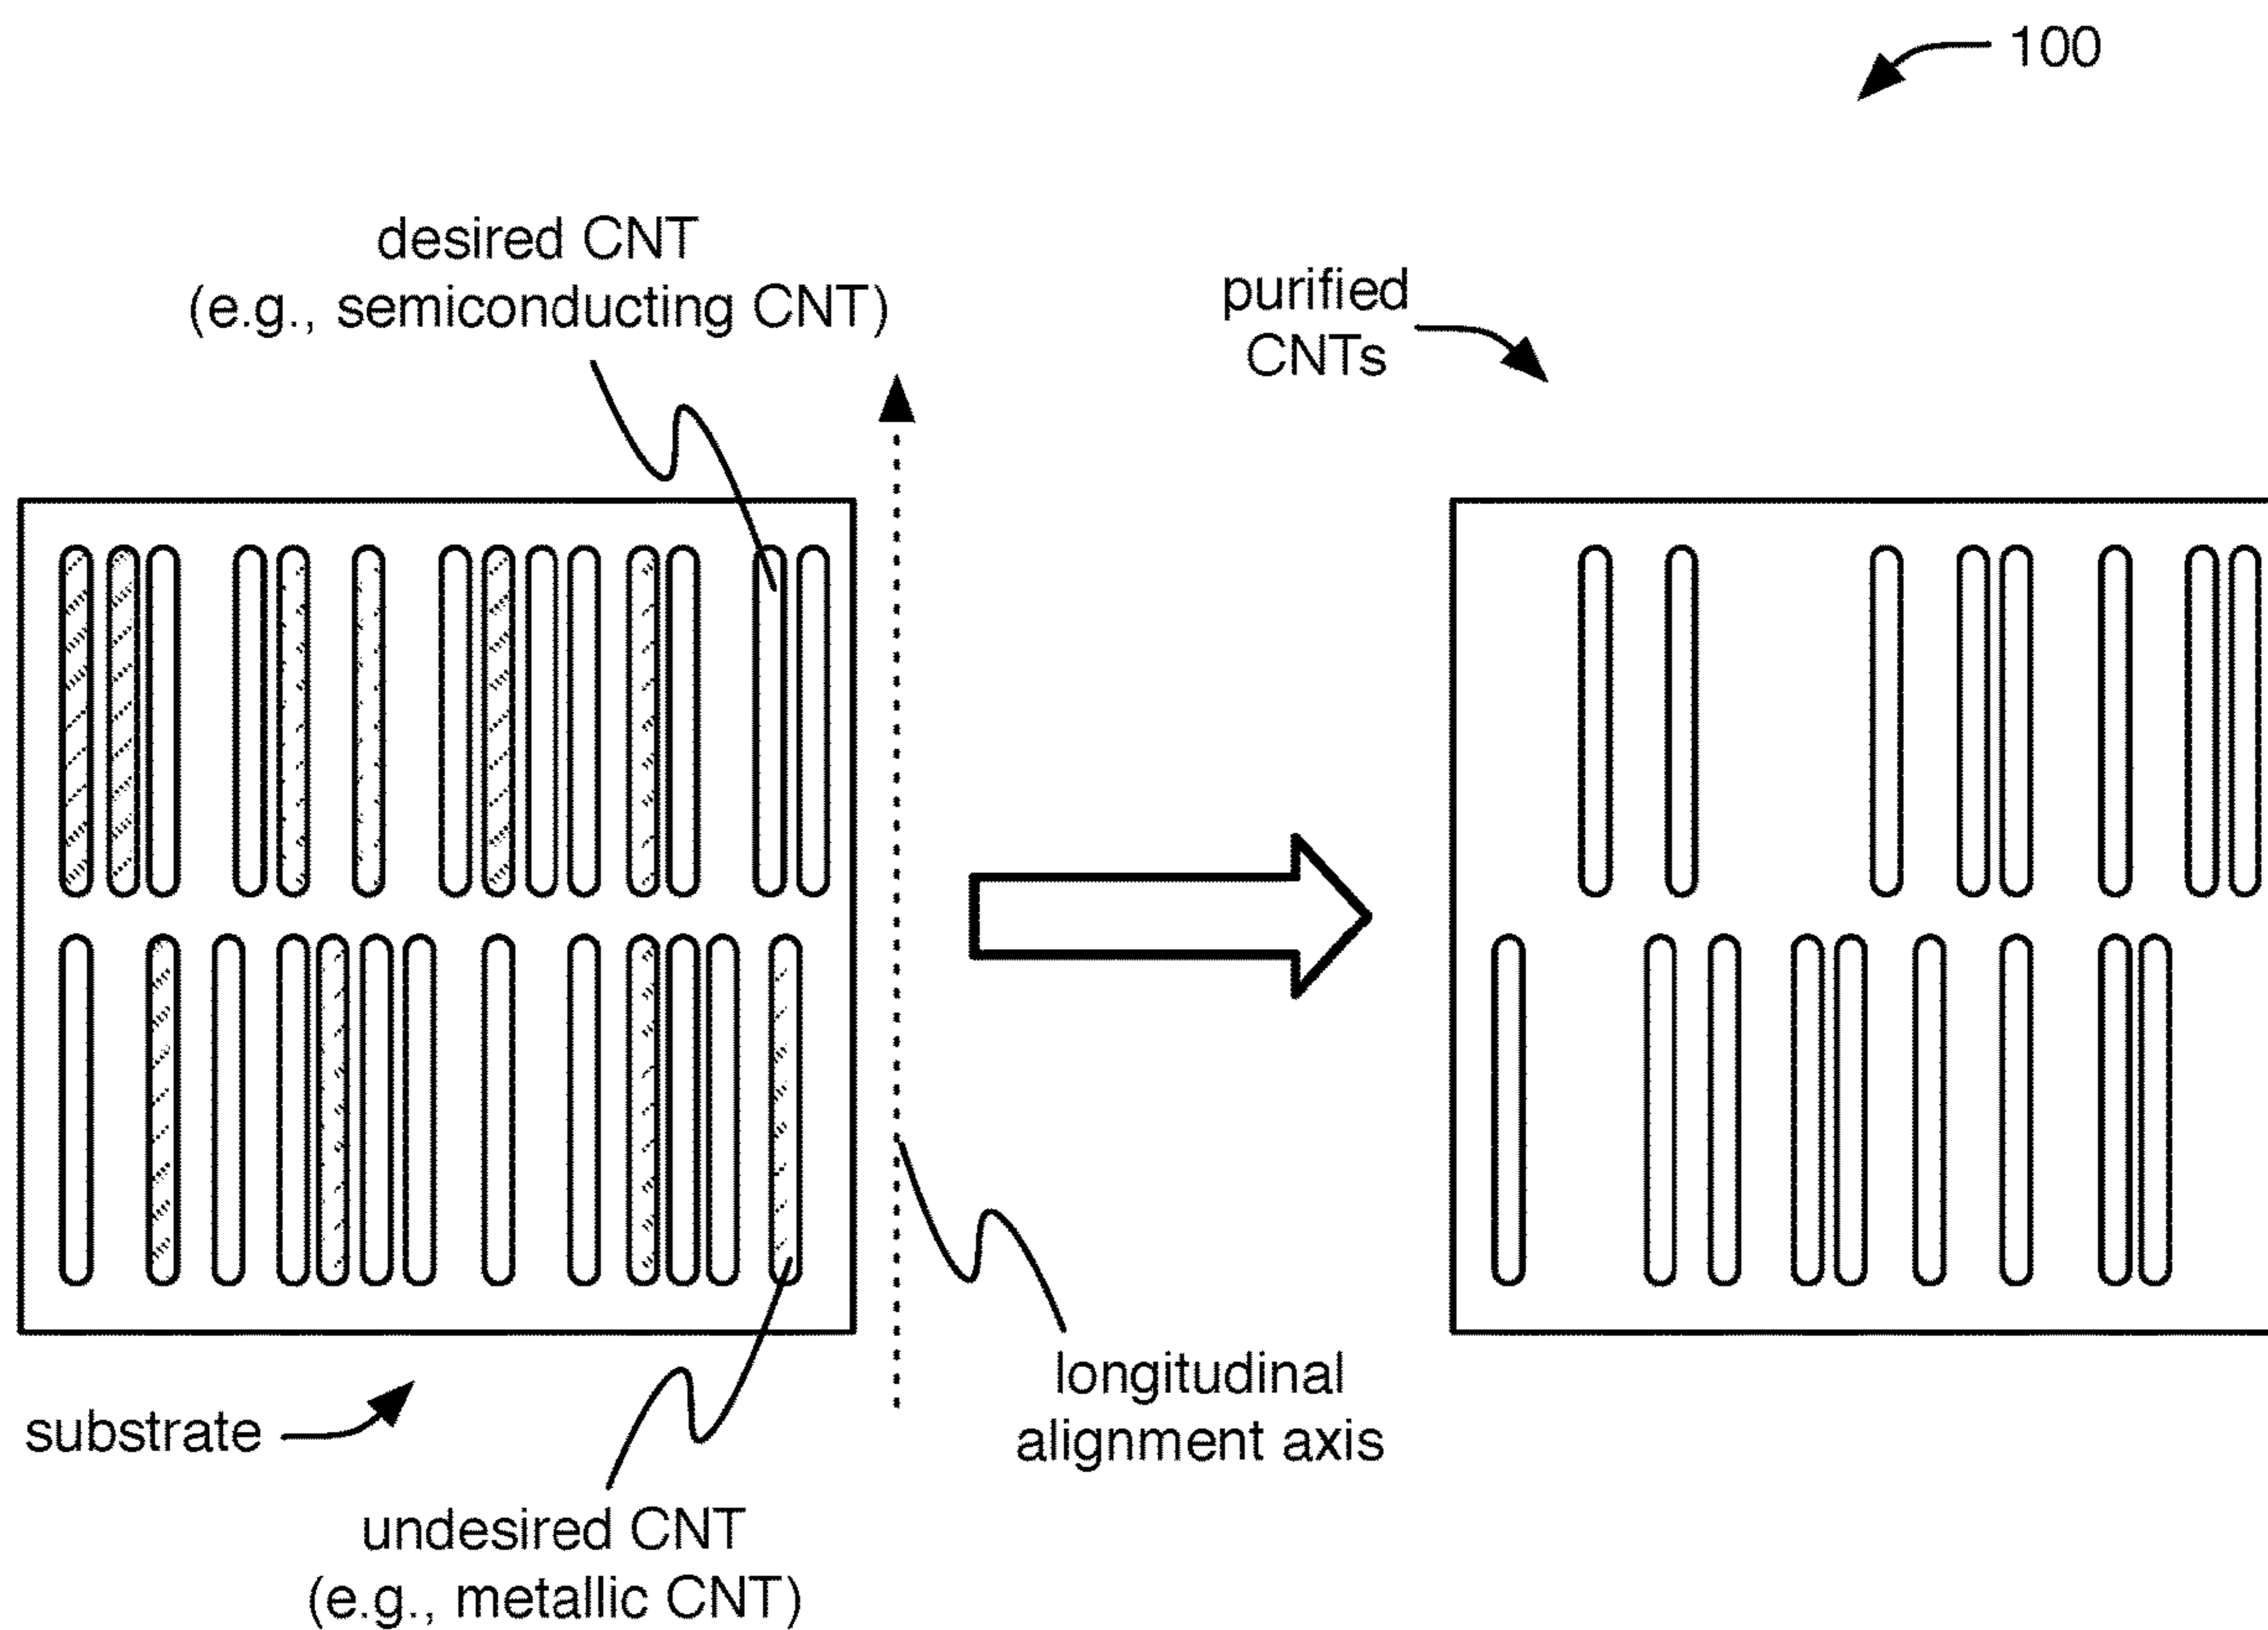 100
desired CNT
(e.g., semiconducting CNT)
purified
CNTs
longitudinal
alignment axis
substrate
undesired CNT
(e.g., metallic CNT)